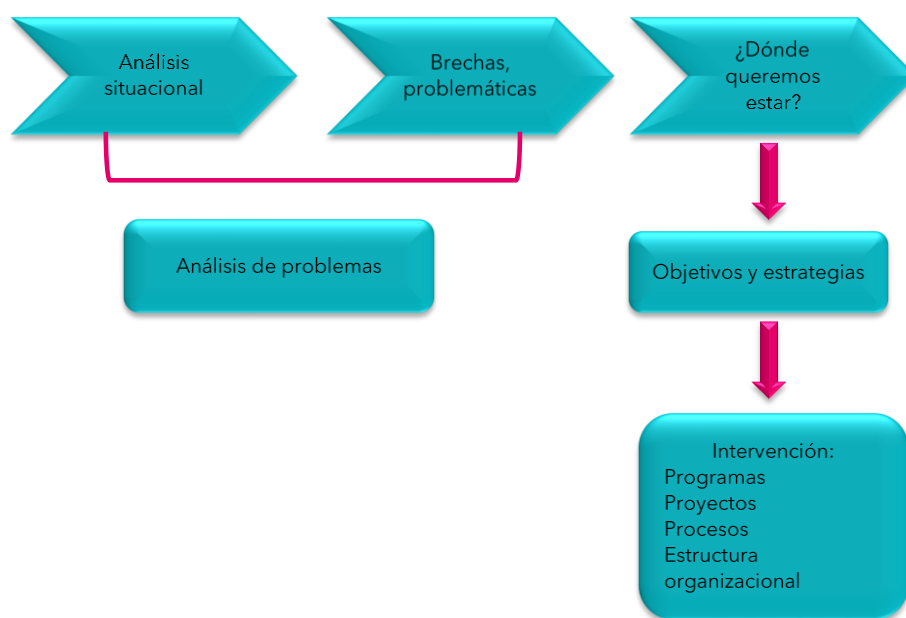 Análisis
situacional
Brechas,
problemáticas
¿Dónde
queremos
estar?
Análisis de problemas
Objetivos y estrategias
Intervención:
Programas
Proyectos
Procesos
Estructura
organizacional